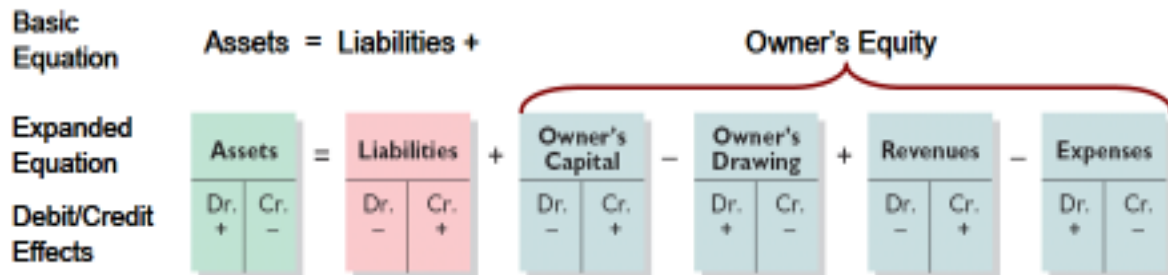 Basic
Equation
Assets = Liabilities +
Owner's Equity
Expanded
Equation
Assets
=
Liabilities
+
Owner's
Capital
−
Owner's
Drawing
+
Revenues
−
Expenses
Debit/Credit
Effects
Dr. Cr.
+ −
Dr. Cr.
− +
Dr. Cr.
− +
Dr. Cr.
+ −
Dr. Cr.
− +
Dr. Cr.
+ −